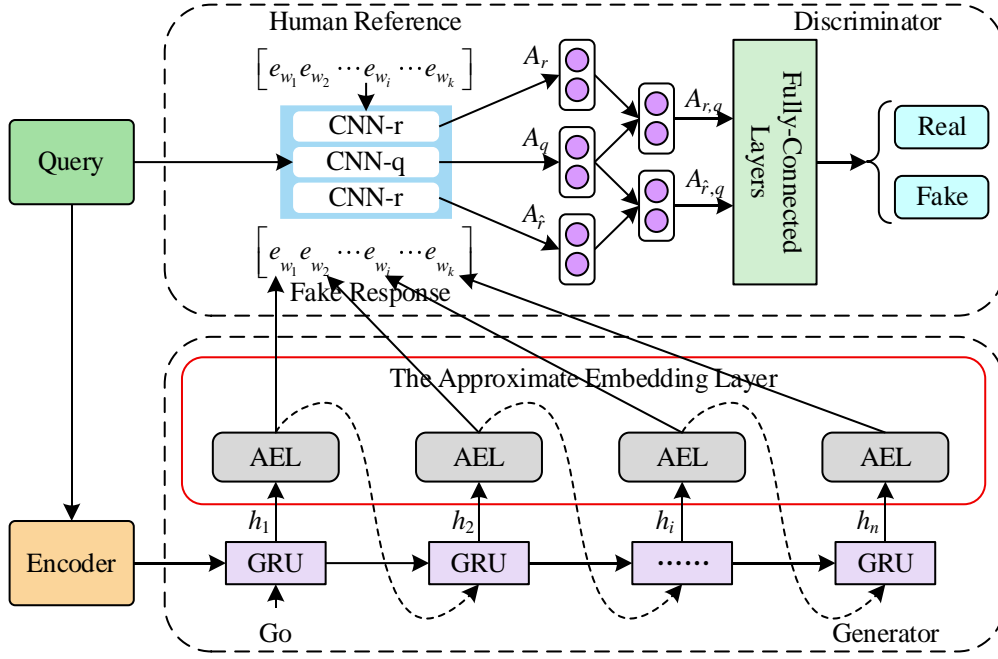 Human Reference
Discriminator
[e_{w_1} e_{w_2} ⋯ e_{w_i} ⋯ e_{w_k}]
CNN-r
CNN-q
CNN-r
A_r
A_q
A_{\hat{r}}
A_{r,q}
A_{\hat{r},q}
Fully-Connected
Layers
Real
Fake
Query
[e_{w_1} e_{w_2} ⋯ e_{w_i} ⋯ e_{w_k}]
Fake Response
The Approximate Embedding Layer
AEL
AEL
AEL
AEL
h_1
h_2
h_i
h_n
Encoder
GRU
GRU
······
GRU
Go
Generator